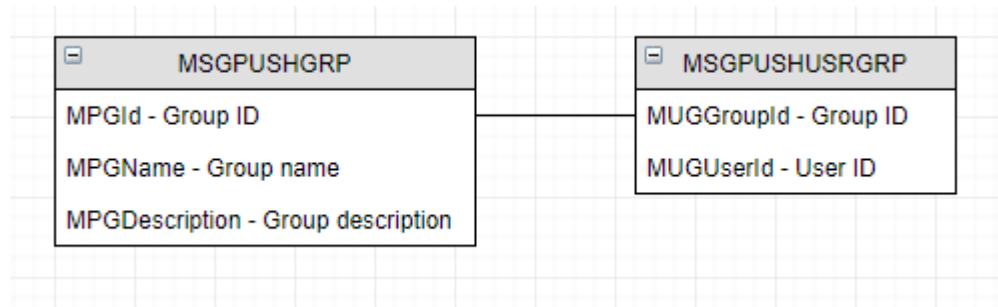 MSGPUSHGRP
MPGId - Group ID
MPGName - Group name
MPGDescription - Group description
MSGPUSHUSRGRP
MUGGroupId - Group ID
MUGUserId - User ID